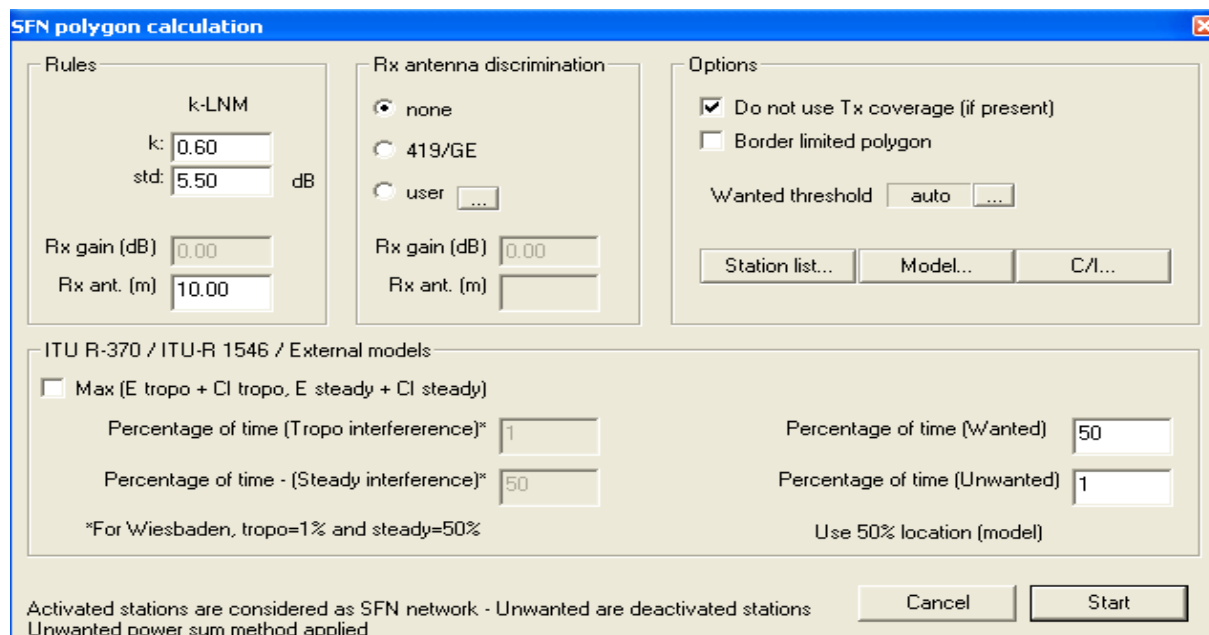 SFN polygon calculation
Rules
k-LNM
k: 0.60
std: 5.50 dB
Rx gain (dB) 0.00
Rx ant. (m) 10.00
Rx antenna discrimination
none
419/GE
user ...
Rx gain (dB) 0.00
Rx ant. (m)
Options
Do not use Tx coverage (if present)
Border limited polygon
Wanted threshold auto ...
Station list... Model... C/I...
ITU R-370 / ITU-R 1546 / External models
Max (E tropo + CI tropo, E steady + CI steady)
Percentage of time (Tropo interfererence)* 1
Percentage of time - (Steady interference)* 50
*For Wiesbaden, tropo=1% and steady=50%
Percentage of time (Wanted) 50
Percentage of time (Unwanted) 1
Use 50% location (model)
Activated stations are considered as SFN network - Unwanted are deactivated stations
Unwanted power sum method applied
Cancel Start